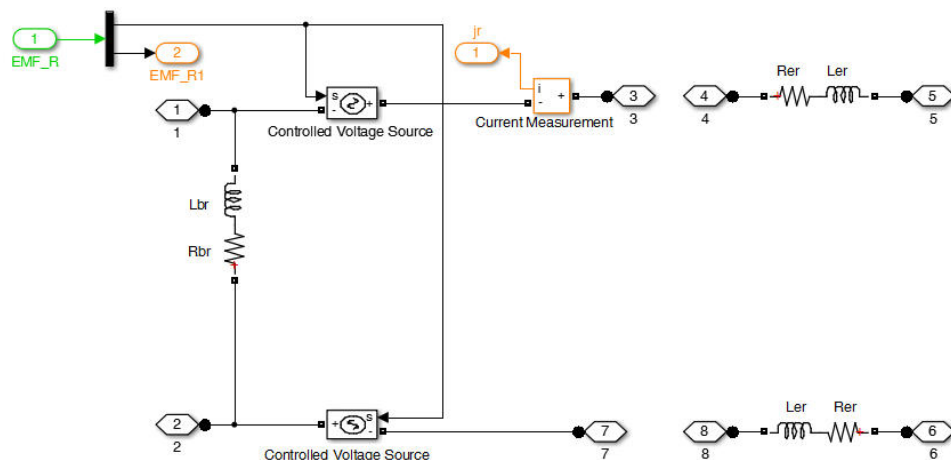 jr
1
EMF_R
2
EMF_R1
1
i
- +
Current Measurement
s
- +
Controlled Voltage Source
1
1
3
3
Rer Ler
4
4
5
5
Lbr
Rbr
2
2
s
+ -
Controlled Voltage Source
7
7
Ler Rer
8
8
6
6